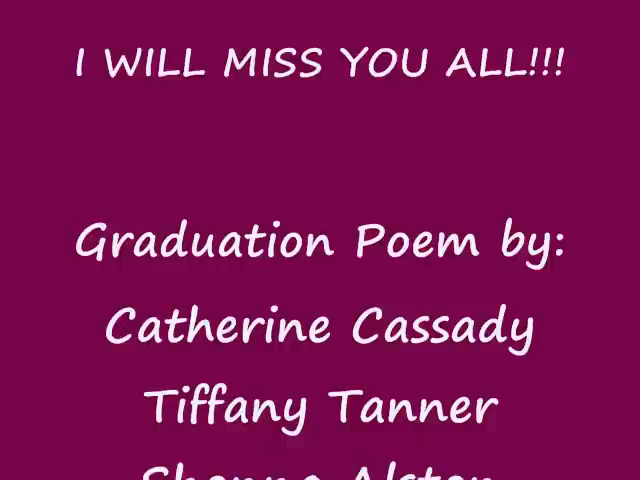 I WILL MISS YOU ALL!!!
Graduation Poem by:
Catherine Cassady
Tiffany Tanner